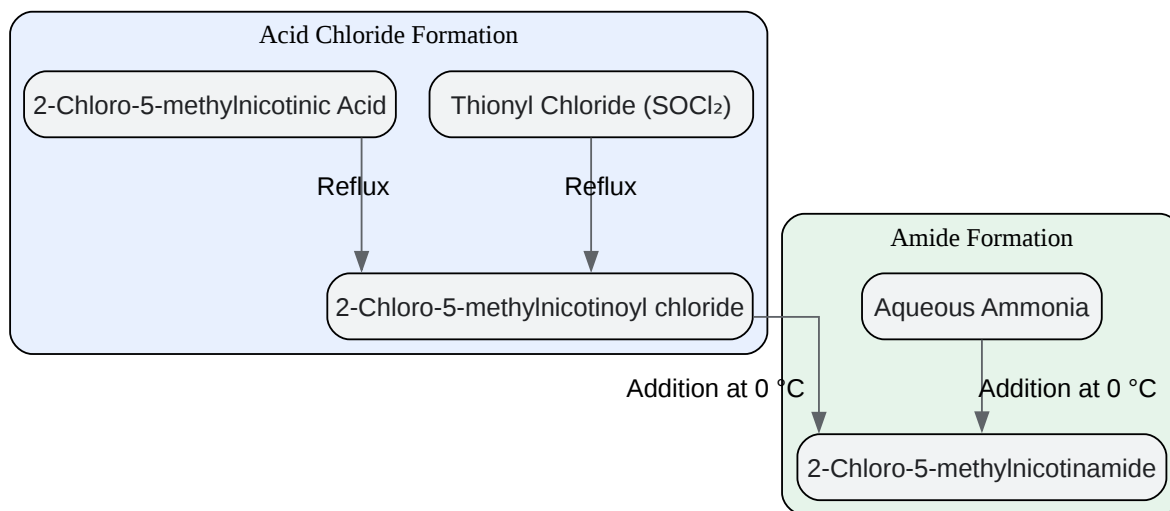 Acid Chloride Formation
2-Chloro-5-methylnicotinic Acid
Thionyl Chloride (SOCl₂)
Reflux
Reflux
2-Chloro-5-methylnicotinoyl chloride
Amide Formation
Aqueous Ammonia
Addition at 0 °C
Addition at 0 °C
2-Chloro-5-methylnicotinamide